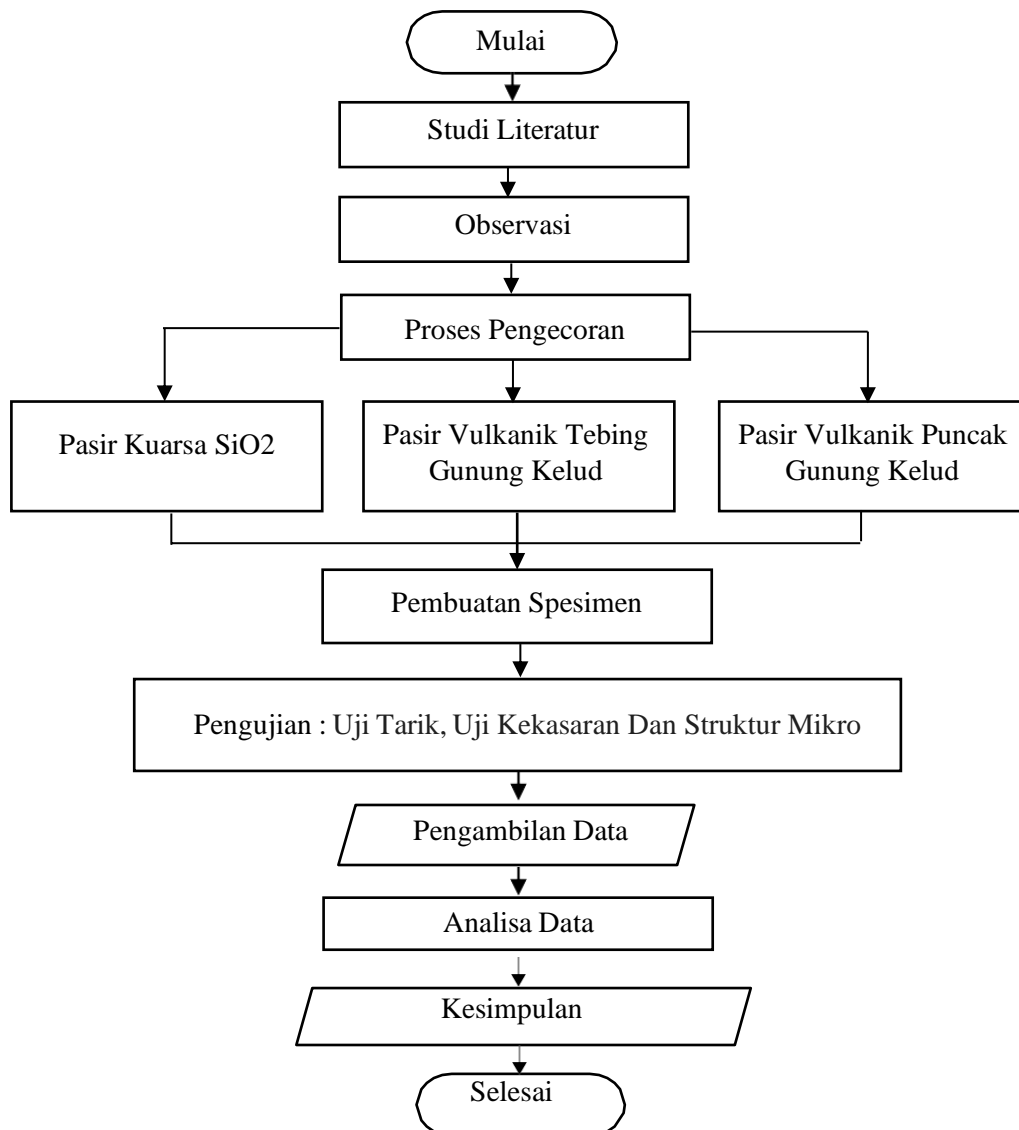 Mulai
Studi Literatur
Observasi
Proses Pengecoran
Pasir Kuarsa SiO2
Pasir Vulkanik Tebing
Gunung Kelud
Pasir Vulkanik Puncak
Gunung Kelud
Pembuatan Spesimen
Pengujian : Uji Tarik, Uji Kekasaran Dan Struktur Mikro
Pengambilan Data
Analisa Data
Kesimpulan
Selesai